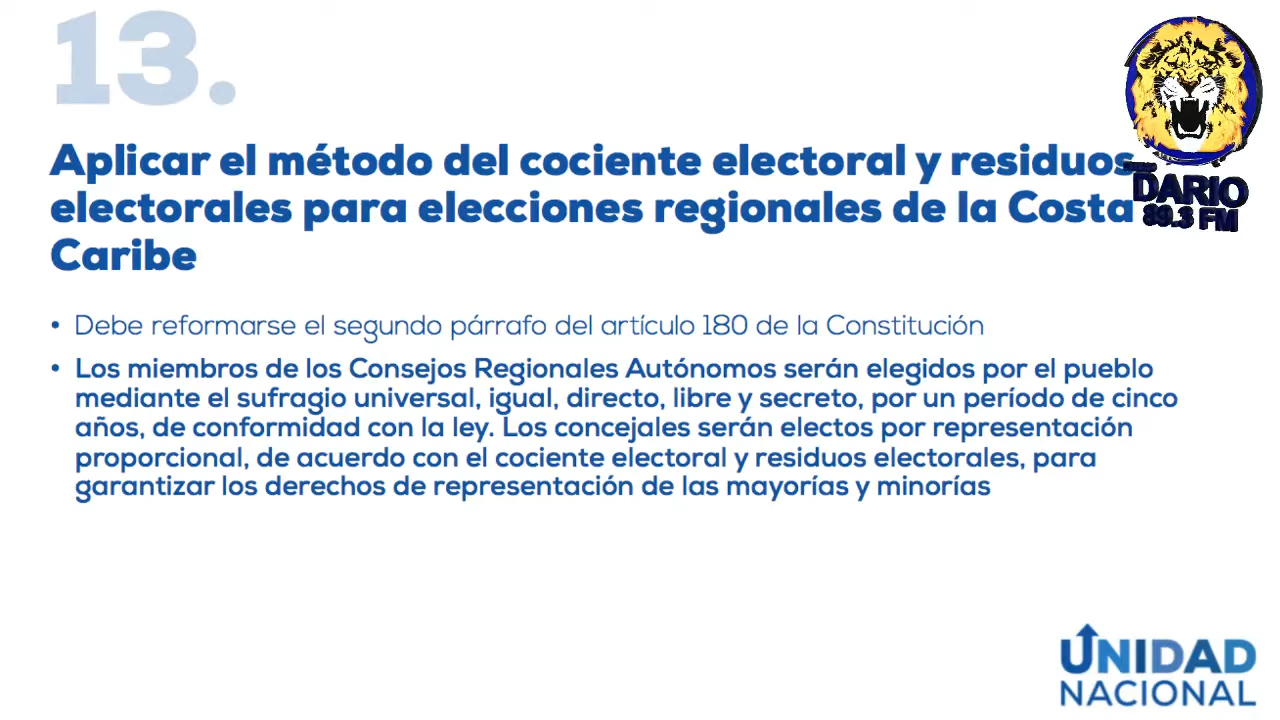 13.
Aplicar el método del cociente electoral y residuos
electorales para elecciones regionales de la Costa
Caribe
• Debe reformarse el segundo párrafo del artículo 180 de la Constitución
• Los miembros de los Consejos Regionales Autónomos serán elegidos por el pueblo
mediante el sufragio universal, igual, directo, libre y secreto, por un período de cinco
años, de conformidad con la ley. Los concejales serán electos por representación
proporcional, de acuerdo con el cociente electoral y residuos electorales, para
garantizar los derechos de representación de las mayorías y minorías
DARIO
89.3 FM
UNIDAD
NACIONAL